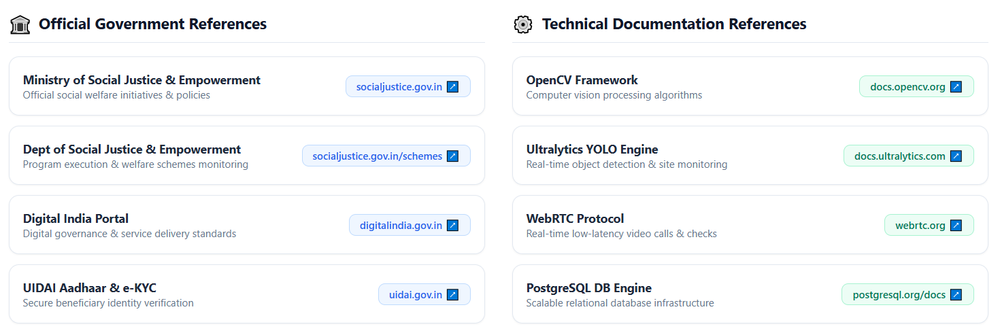 Official Government References
Ministry of Social Justice & Empowerment
Official social welfare initiatives & policies
socialjustice.gov.in
Dept of Social Justice & Empowerment
Program execution & welfare schemes monitoring
socialjustice.gov.in/schemes
Digital India Portal
Digital governance & service delivery standards
digitalindia.gov.in
UIDAI Aadhaar & e-KYC
Secure beneficiary identity verification
uidai.gov.in
Technical Documentation References
OpenCV Framework
Computer vision processing algorithms
docs.opencv.org
Ultralytics YOLO Engine
Real-time object detection & site monitoring
docs.ultralytics.com
WebRTC Protocol
Real-time low-latency video calls & checks
webrtc.org
PostgreSQL DB Engine
Scalable relational database infrastructure
postgresql.org/docs